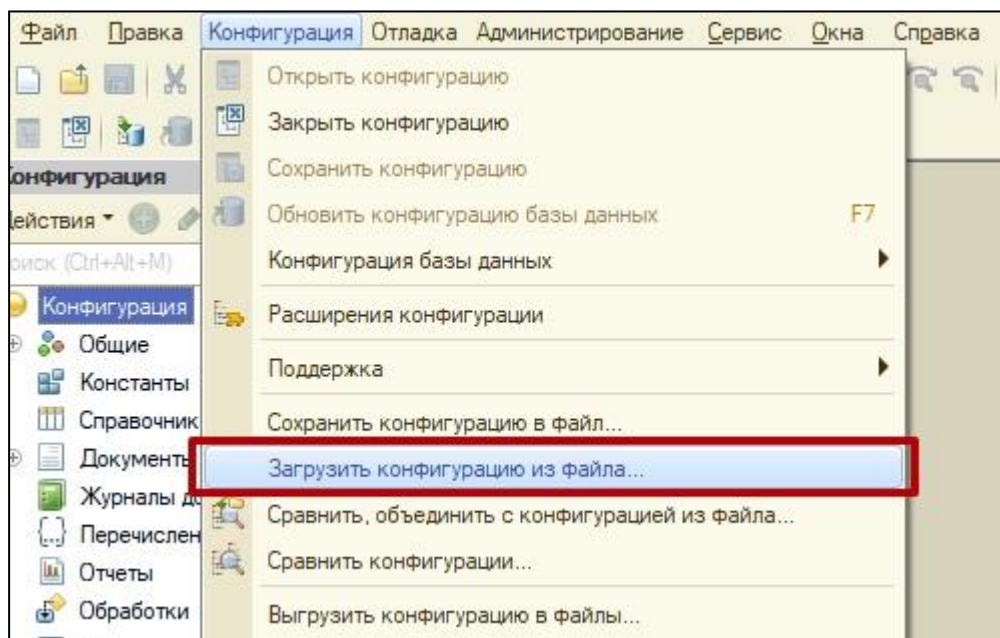 Файл Правка Конфигурация Отладка Администрирование Сервис Окна Справка
Открыть конфигурацию
Закрыть конфигурацию
Сохранить конфигурацию
Обновить конфигурацию базы данных F7
Конфигурация базы данных
Расширения конфигурации
Поддержка
Сохранить конфигурацию в файл...
Загрузить конфигурацию из файла...
Сравнить, объединить с конфигурацией из файла...
Сравнить конфигурации...
Выгрузить конфигурацию в файлы...
онфигурация
ействия
оиск (Ctrl+Alt+M)
Конфигурация
Общие
Константы
Справочник
Документы
Журналы до
Перечислен
Отчеты
Обработки